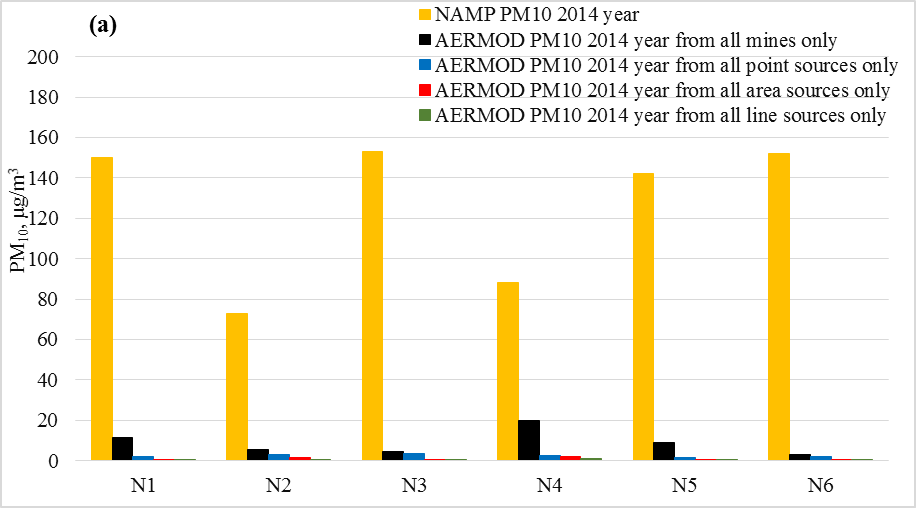 (a)
NAMP PM10 2014 year
AERMOD PM10 2014 year from all mines only
AERMOD PM10 2014 year from all point sources only
AERMOD PM10 2014 year from all area sources only
AERMOD PM10 2014 year from all line sources only
PM10, µg/m³
200
180
160
140
120
100
80
60
40
20
0
N1 N2 N3 N4 N5 N6